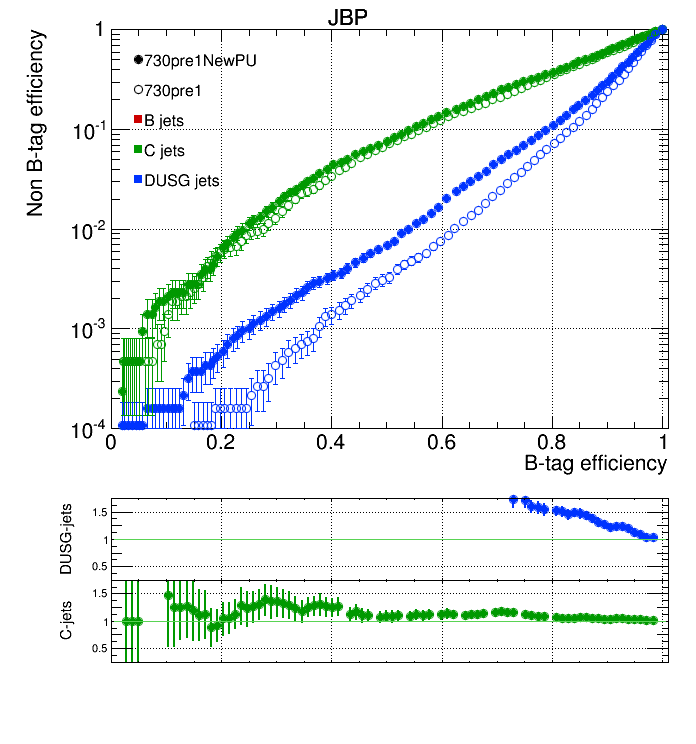 JBP
Non B-tag efficiency
1
10-1
10-2
10-3
10-4
730pre1NewPU
730pre1
B jets
C jets
DUSG jets
0 0.2 0.4 0.6 0.8 1
B-tag efficiency
DUSG-jets
1.5
1
0.5
C-jets
1.5
1
0.5